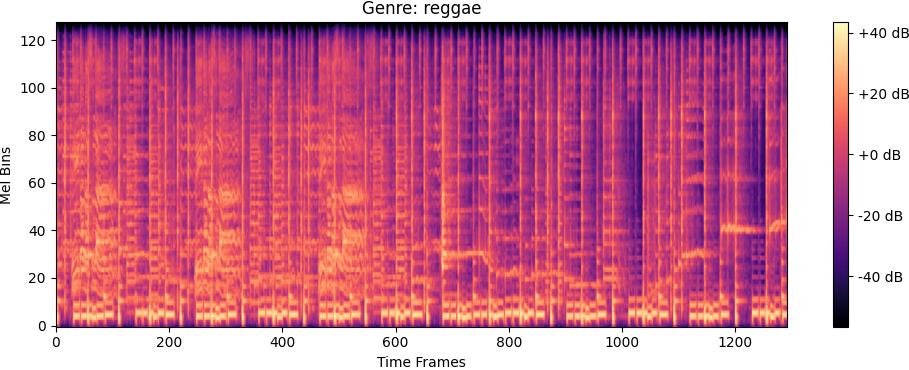 Genre: reggae
Mel Bins
120
100
80
60
40
20
0
0 200 400 600 800 1000 1200
Time Frames
+40 dB
+20 dB
+0 dB
-20 dB
-40 dB